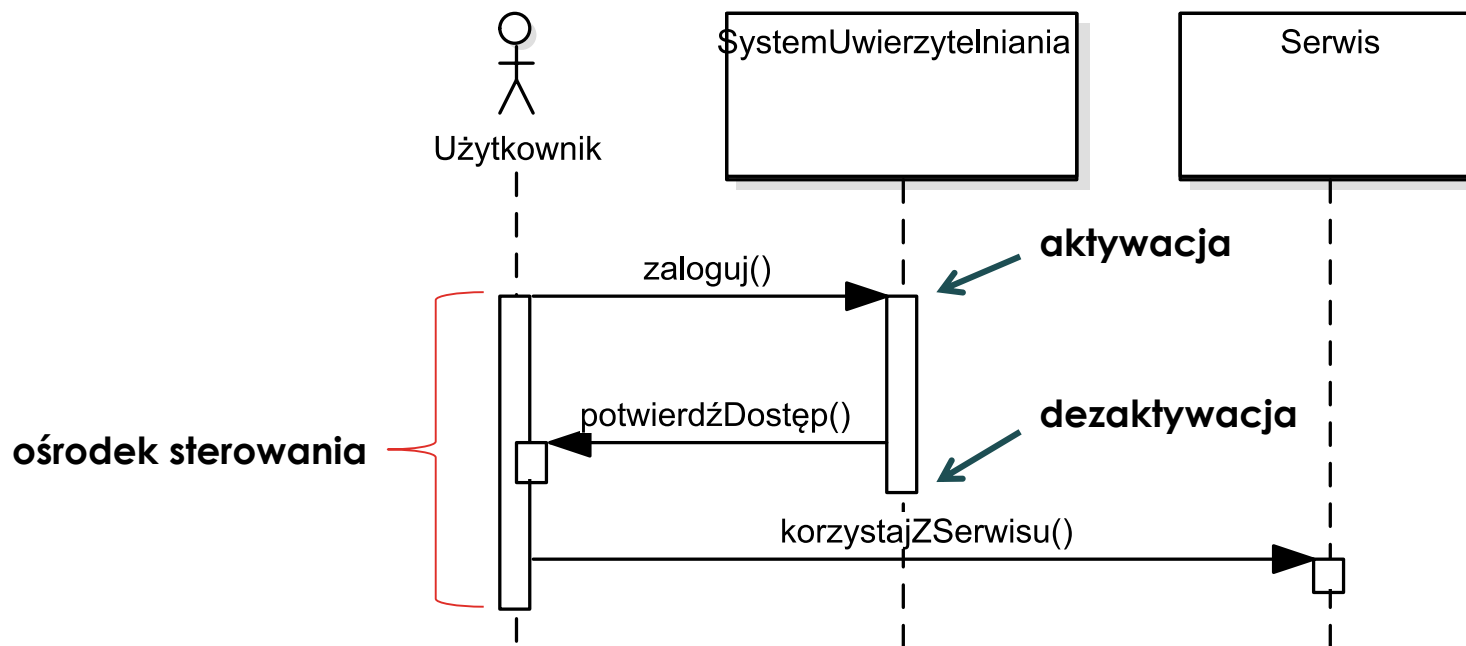 SystemUwierzytelniania
Serwis
Użytkownik
aktywacja
zaloguj()
potwierdźDostęp()
dezaktywacja
ośrodek sterowania
korzystajZSerwisu()